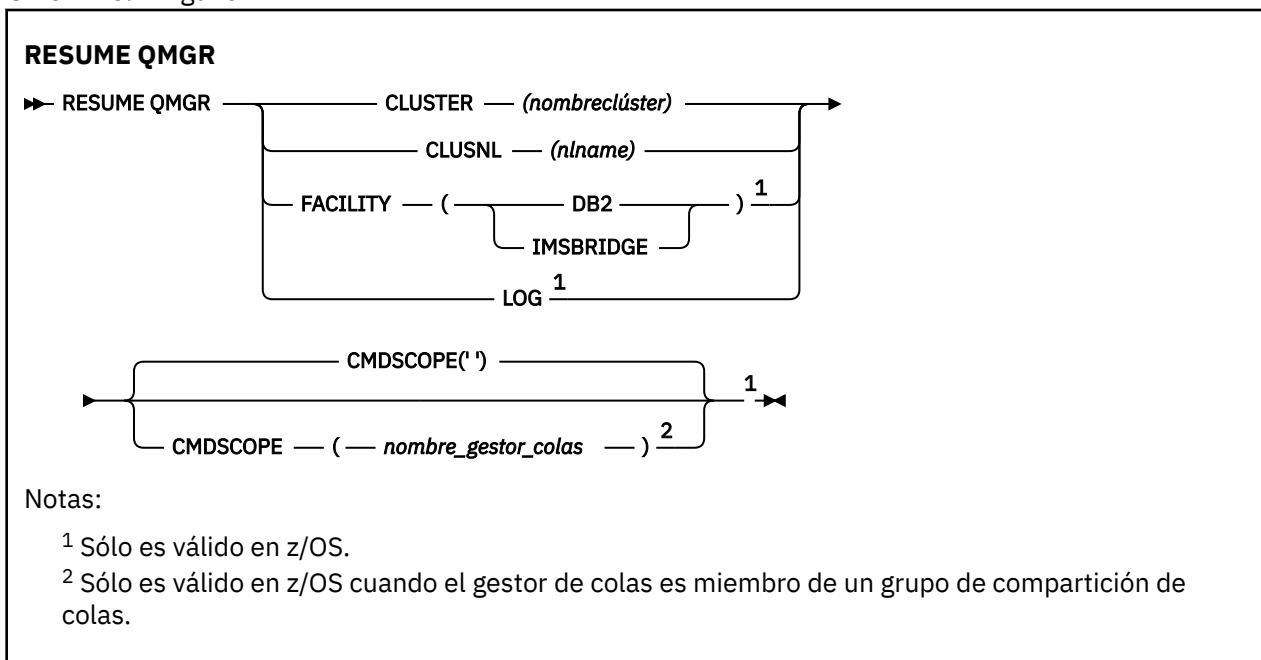 RESUME QMGR
RESUME QMGR CLUSTER (nombreclúster)
CLUSNL (nlname)
FACILITY ( DB2 ) 1
IMSBRIDGE
LOG 1
CMDSCOPE(' ')
1
CMDSCOPE ( nombre_gestor_colas ) 2
Notas:
1 Sólo es válido en z/OS.
2 Sólo es válido en z/OS cuando el gestor de colas es miembro de un grupo de compartición de
colas.